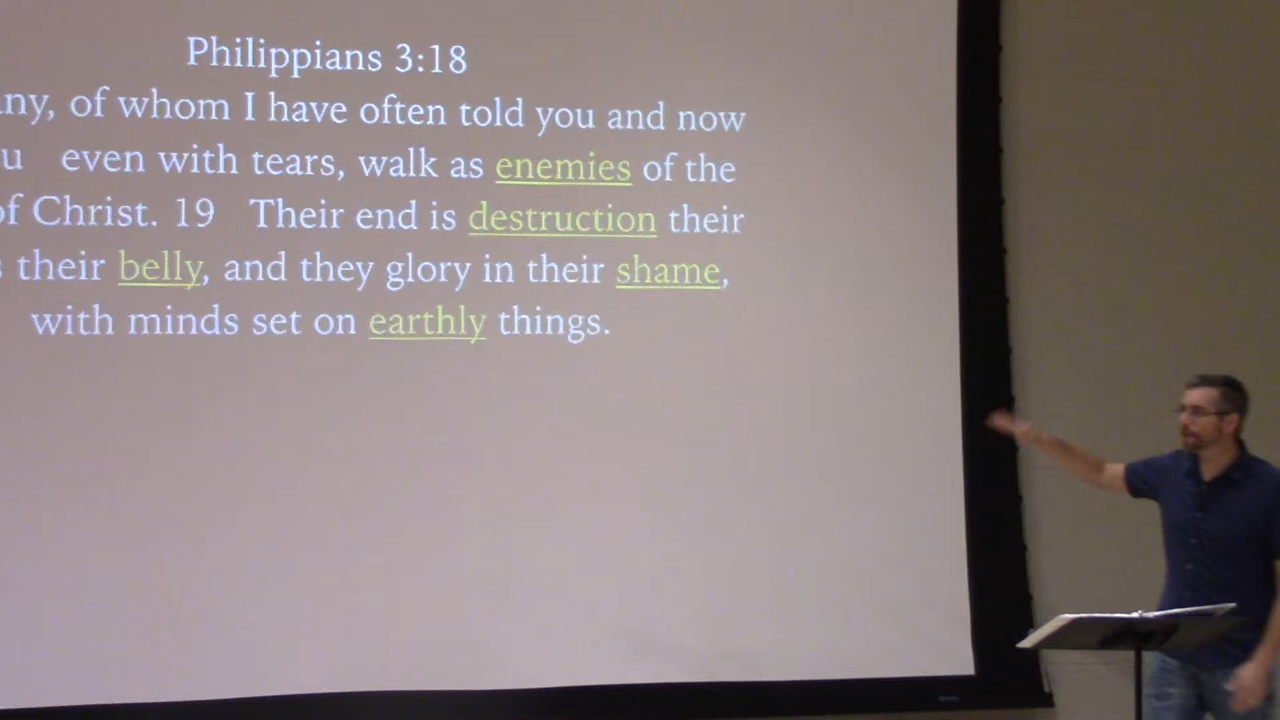 Philippians 3:18
ny, of whom I have often told you and now
u even with tears, walk as enemies of the
of Christ. 19 Their end is destruction their
s their belly, and they glory in their shame,
with minds set on earthly things.